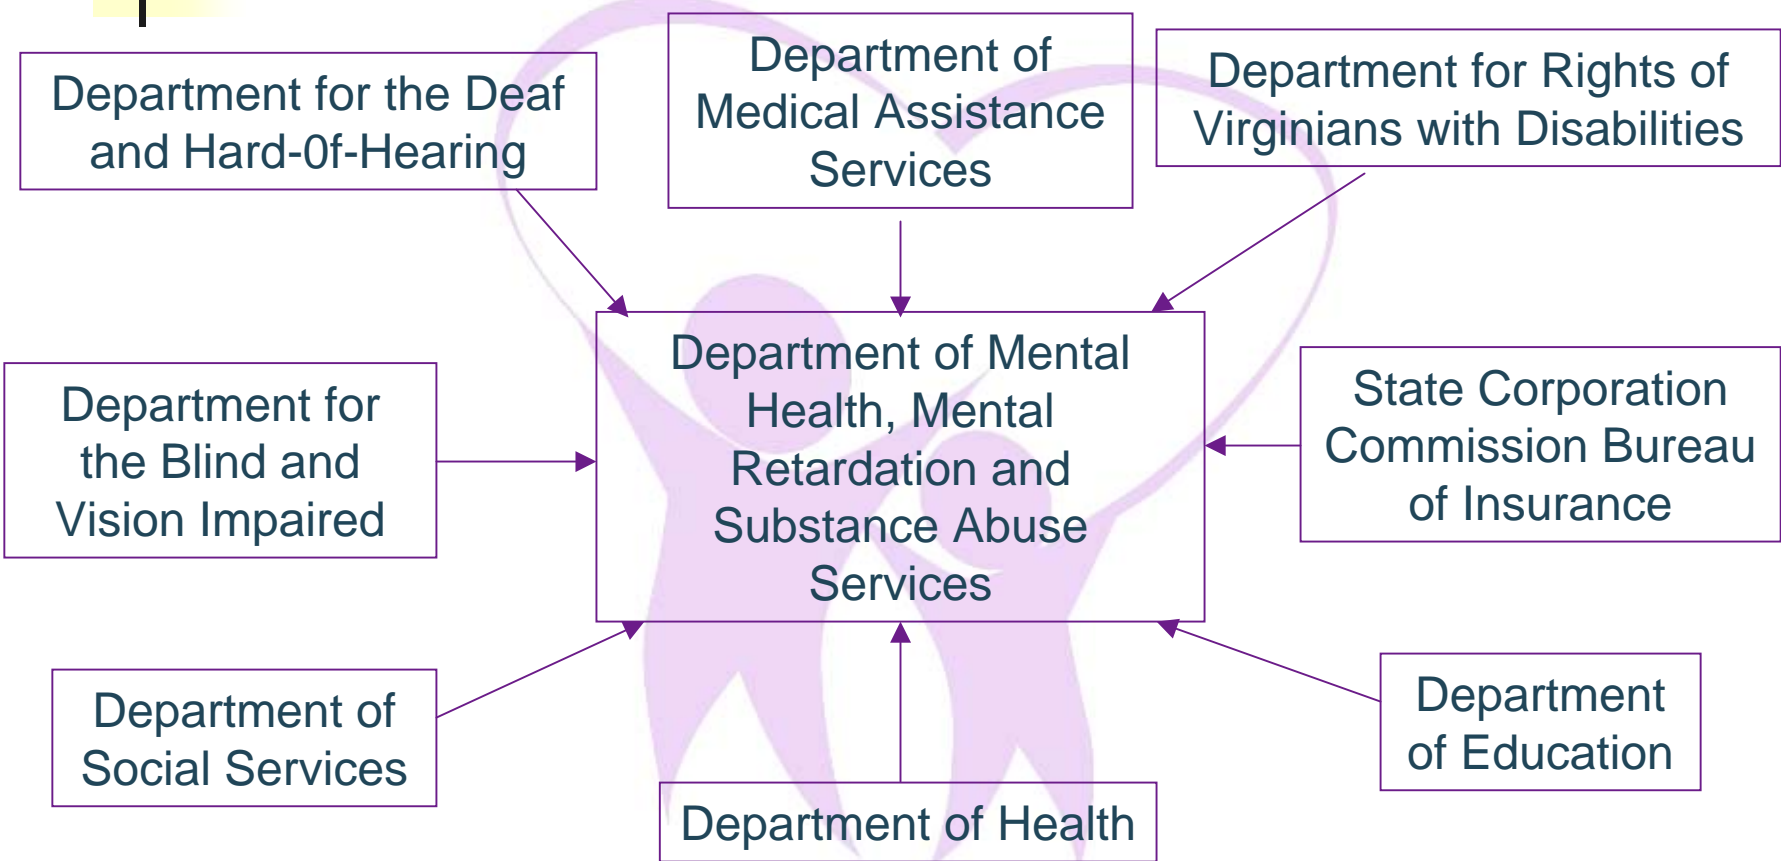 Department for the Deaf
and Hard-0f-Hearing
Department of
Medical Assistance
Services
Department for Rights of
Virginians with Disabilities
Department for
the Blind and
Vision Impaired
Department of Mental
Health, Mental
Retardation and
Substance Abuse
Services
State Corporation
Commission Bureau
of Insurance
Department of
Social Services
Department of Health
Department
of Education